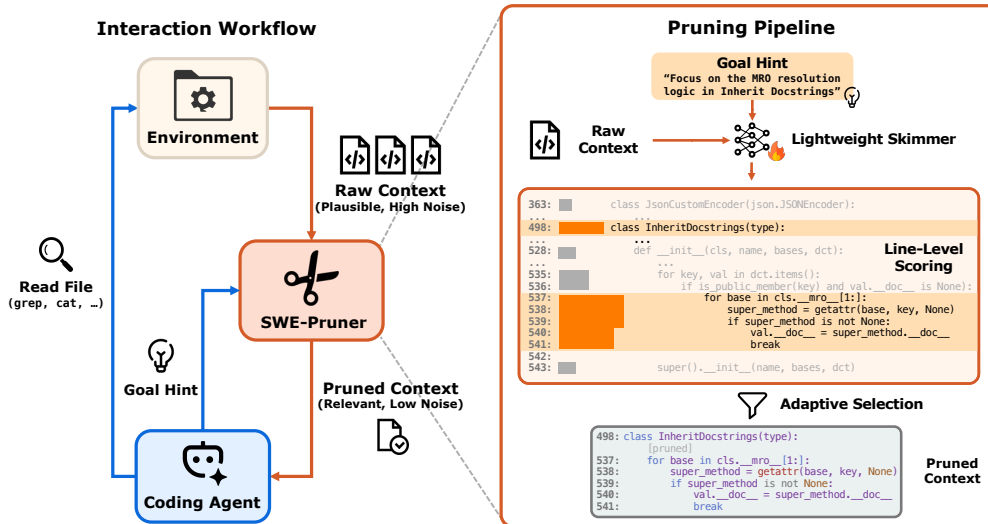 Interaction Workflow
Environment
Raw Context
(Plausible, High Noise)
Read File
(grep, cat, …)
SWE-Pruner
Goal Hint
Pruned Context
(Relevant, Low Noise)
Coding Agent
Pruning Pipeline
Goal Hint
“Focus on the MRO resolution
logic in Inherit Docstrings”
Raw
Context
Lightweight Skimmer
363: class JsonCustomEncoder(json.JSONEncoder):
... ...
498: class InheritDocstrings(type):
... ...
528: def __init__(cls, name, bases, dct):
... ...
535: for key, val in dct.items():
536: if is_public_member(key) and val.__doc__ is None):
537: for base in cls.__mro__[1:]:
538: super_method = getattr(base, key, None)
539: if super_method is not None:
540: val.__doc__ = super_method.__doc__
541: break
542:
543: super().__init__(name, bases, dct)
Line-Level
Scoring
Adaptive Selection
498: class InheritDocstrings(type):
[pruned]
537: for base in cls.__mro__[1:]:
538: super_method = getattr(base, key, None)
539: if super_method is not None:
540: val.__doc__ = super_method.__doc__
541: break
Pruned
Context